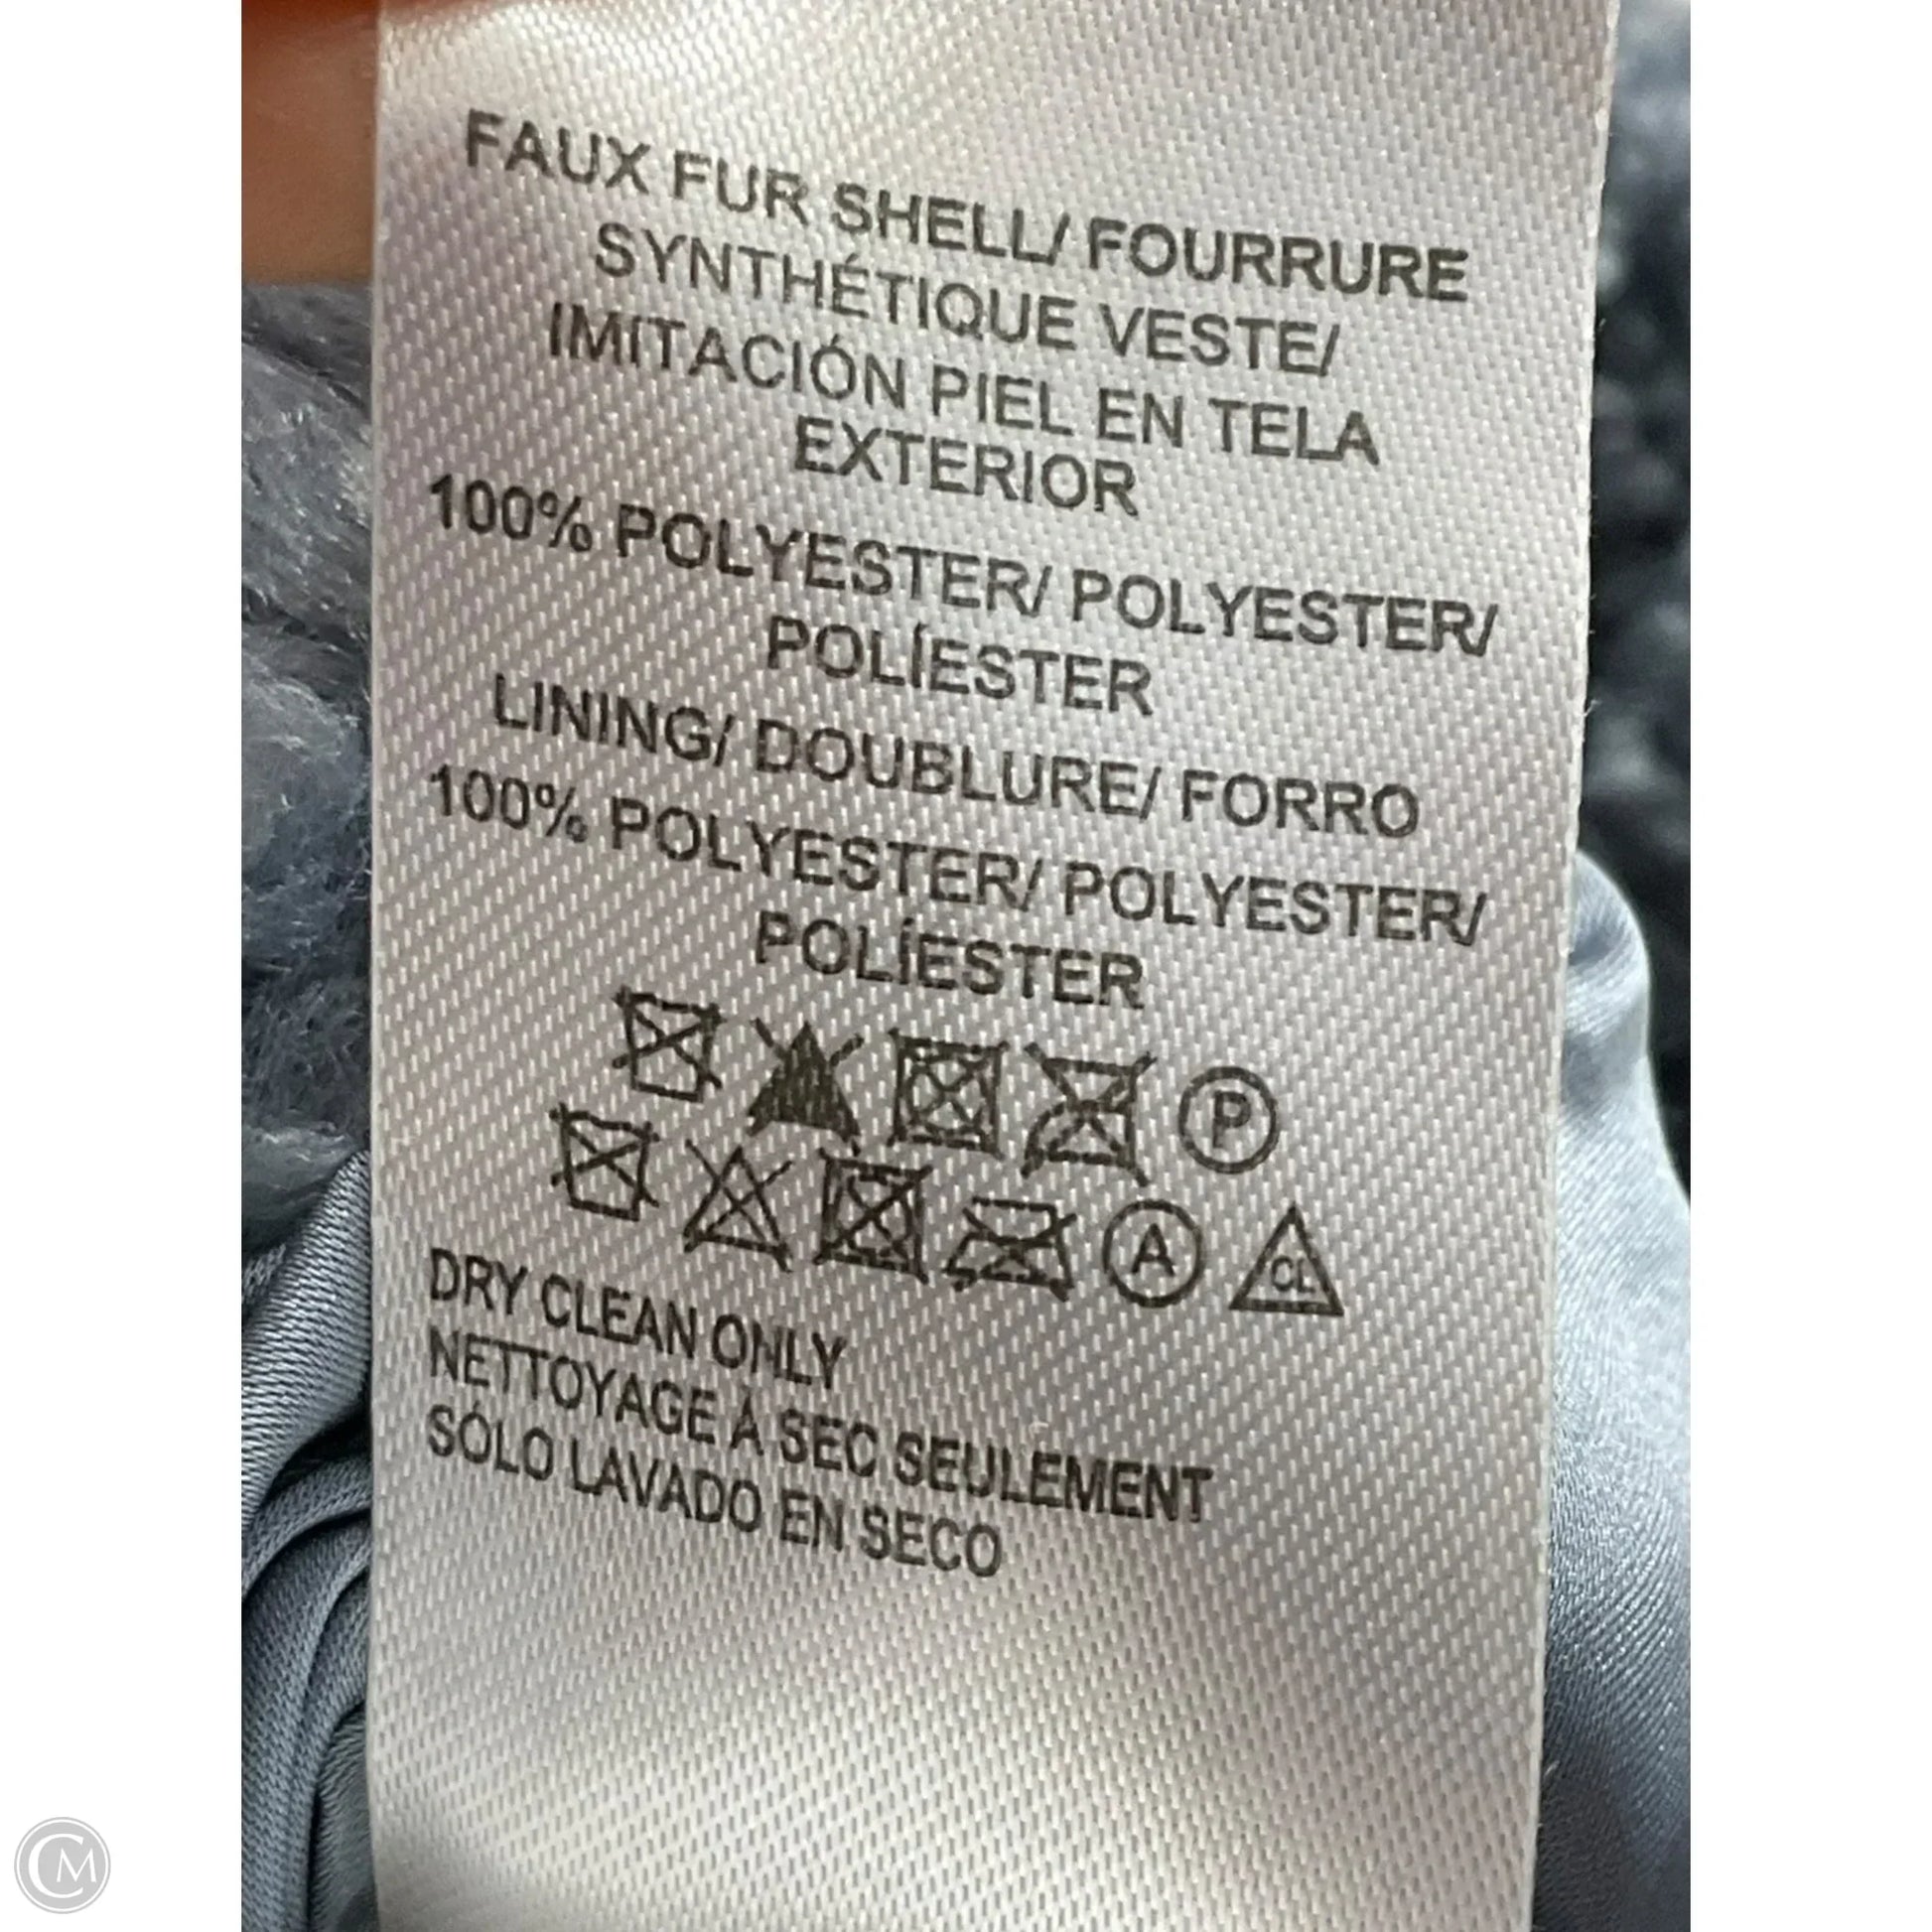 FAUX FUR SHELL/ FOURRURE
SYNTHÉTIQUE VESTE/
IMITACIÓN PIEL EN TELA
EXTERIOR
100% POLYESTER/ POLYESTER/
POLÍESTER
LINING/ DOUBLURE/ FORRO
100% POLYESTER/ POLYESTER/
POLÍESTER
P
A CL
DRY CLEAN ONLY
NETTOYAGE À SEC SEULEMENT
SÓLO LAVADO EN SECO
CM